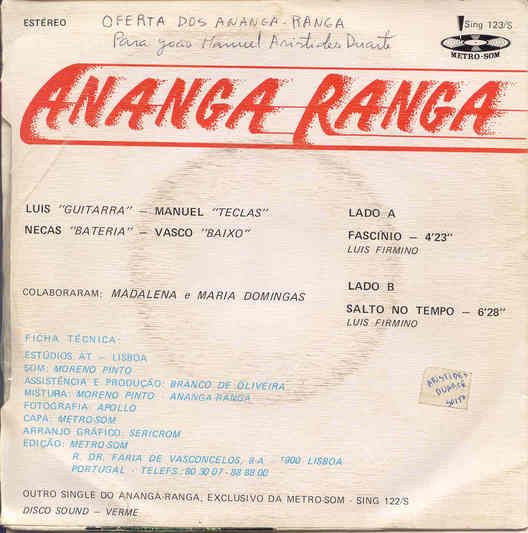 ESTÉREO
OFERTA DOS ANANGA-RANGA
Para João Manuel Aristides Duarte
Sing 123/S
METRO-SOM
ANANGA RANGA
LUIS "GUITARRA" – MANUEL "TECLAS"
NECAS "BATERIA" – VASCO "BAIXO"
LADO A
FASCÍNIO – 4'23"
LUIS FIRMINO
LADO B
SALTO NO TEMPO – 6'28"
LUIS FIRMINO
COLABORARAM: MADALENA e MARIA DOMINGAS
FICHA TÉCNICA:
ESTÚDIOS AT – LISBOA
SOM: MORENO PINTO
ASSISTÊNCIA E PRODUÇÃO: BRANCO DE OLIVEIRA
MISTURA: MORENO PINTO - ANANGA-RANGA
FOTOGRAFIA: APOLLO
CAPA: METRO-SOM
ARRANJO GRÁFICO: SERICROM
EDIÇÃO: METRO-SOM
R. DR. FARIA DE VASCONCELOS, 8-A - 1900 LISBOA
PORTUGAL - TELEFS.: 80 30 07 - 88 88 00
ARISTIDES
DUARTE
SOITO
OUTRO SINGLE DO ANANGA-RANGA, EXCLUSIVO DA METRO-SOM - SING 122/S
DISCO SOUND – VERME